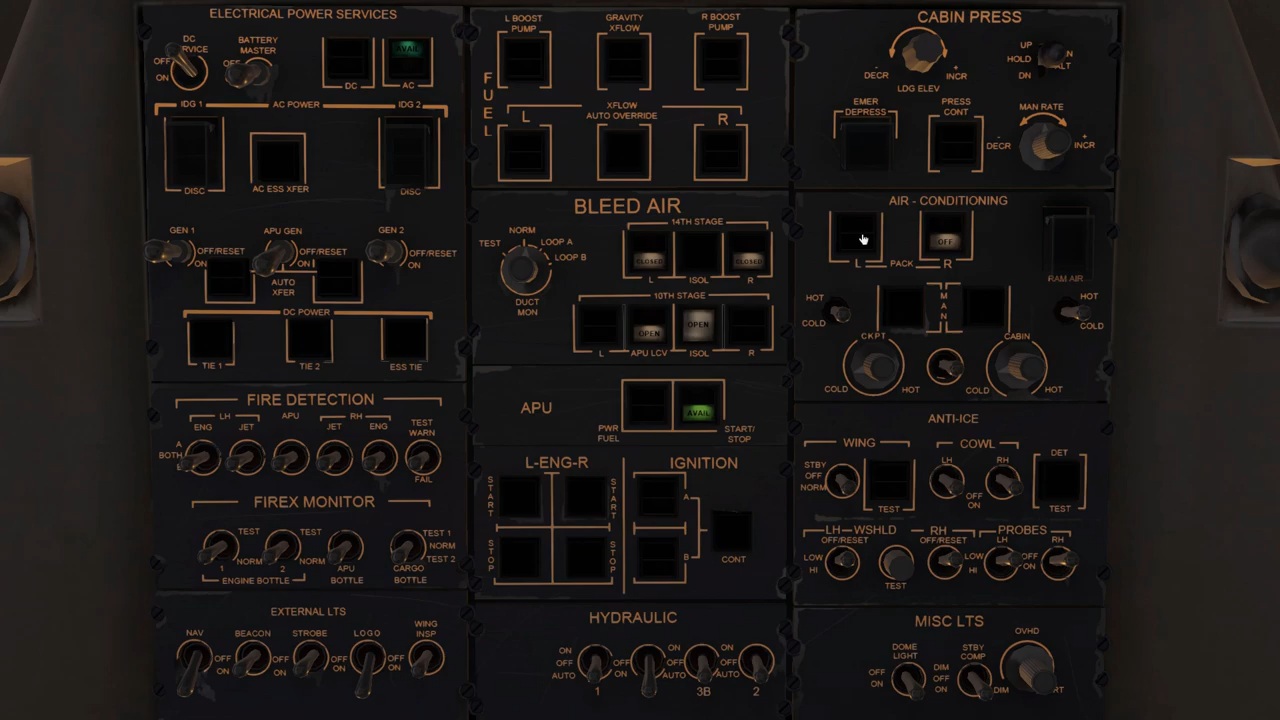 ELECTRICAL POWER SERVICES
DC
BATTERY
MASTER
OFF
ON
OFF
AVAIL
DC
AC
IDG 1
AC POWER
IDG 2
DISC
AC ESS XFER
DISC
GEN 1
OFF/RESET
ON
APU GEN
OFF/RESET
ON
GEN 2
OFF/RESET
ON
AUTO
XFER
DC POWER
TIE 1
TIE 2
ESS TIE
FIRE DETECTION
LH
APU
RH
ENG
JET
JET
ENG
TEST
WARN
A
BOTH
FAIL
FIREX MONITOR
TEST
NORM
TEST
NORM
TEST 1
NORM
TEST 2
1
2
ENGINE BOTTLE
APU
BOTTLE
CARGO
BOTTLE
EXTERNAL LTS
NAV
BEACON
STROBE
LOGO
WING
INSP
OFF
ON
OFF
ON
OFF
ON
OFF
ON
L BOOST
PUMP
GRAVITY
XFLOW
R BOOST
PUMP
FUEL
XFLOW
AUTO OVERRIDE
L
R
BLEED AIR
14TH STAGE
CLOSED
CLOSED
L
ISOL
R
TEST
NORM
LOOP A
LOOP B
DUCT
MON
10TH STAGE
OPEN
OPEN
L
APU LCV
ISOL
R
APU
AVAIL
PWR
FUEL
START/
STOP
L-ENG-R
IGNITION
START
START
STOP
STOP
A
B
CONT
HYDRAULIC
ON
OFF
AUTO
OFF
ON
ON
OFF
AUTO
ON
OFF
AUTO
1
3B
2
CABIN PRESS
DECR
INCR
LDG ELEV
UP
HOLD
DN
EMER
DEPRESS
PRESS
CONT
MAN RATE
DECR
INCR
AIR - CONDITIONING
OFF
L
PACK
R
RAM AIR
HOT
COLD
MAN
HOT
COLD
CKPT
CABIN
COLD
HOT
COLD
HOT
ANTI-ICE
WING
COWL
DET
STBY
OFF
NORM
TEST
LH
RH
OFF
ON
TEST
LH
WSHLD
RH
PROBES
OFF/RESET
LOW
HI
TEST
OFF/RESET
LOW
HI
LH
RH
OFF
ON
MISC LTS
DOME
LIGHT
STBY
COMP
OVHD
OFF
ON
DIM
OFF
ON
DIM